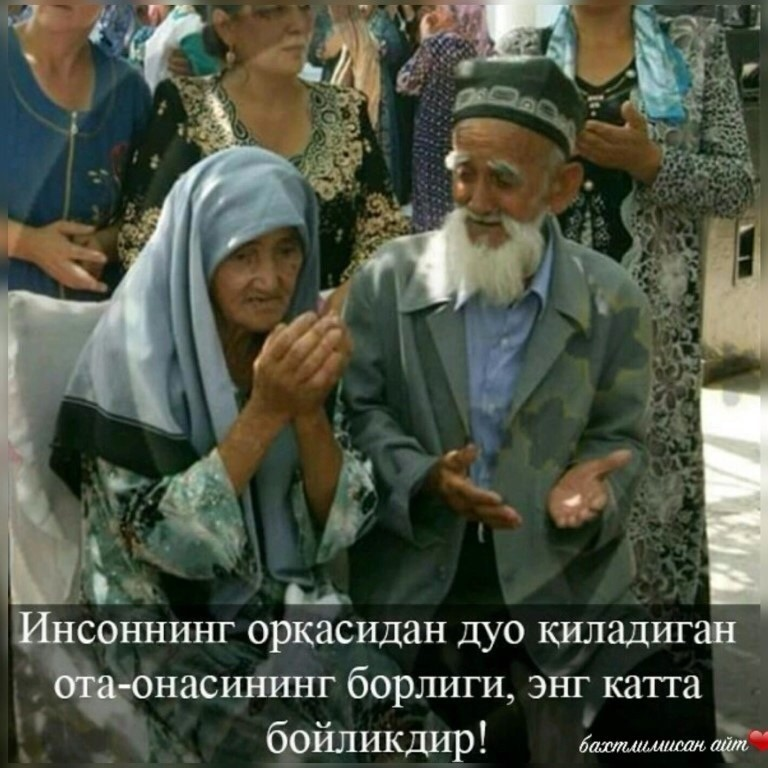 Инсоннинг орқасидан дуо қиладиган
ота-онасининг борлиги, энг катта
бойликдир!
бахтлимисан айт